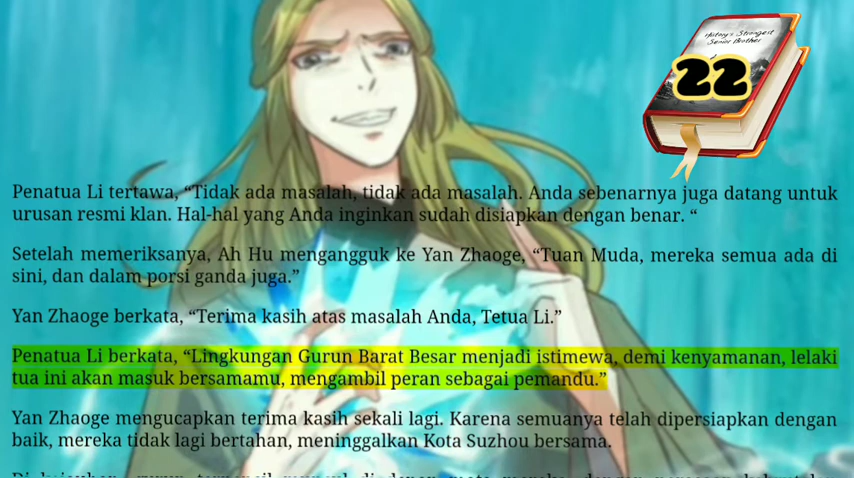 History's Strongest
Senior Brother
22
Penatua Li tertawa, “Tidak ada masalah, tidak ada masalah. Anda sebenarnya juga datang untuk
urusan resmi klan. Hal-hal yang Anda inginkan sudah disiapkan dengan benar. “
Setelah memeriksanya, Ah Hu mengangguk ke Yan Zhaoge, “Tuan Muda, mereka semua ada di
sini, dan dalam porsi ganda juga.”
Yan Zhaoge berkata, “Terima kasih atas masalah Anda, Tetua Li.”
Penatua Li berkata, “Lingkungan Gurun Barat Besar menjadi istimewa, demi kenyamanan, lelaki
tua ini akan masuk bersamamu, mengambil peran sebagai pemandu.”
Yan Zhaoge mengucapkan terima kasih sekali lagi. Karena semuanya telah dipersiapkan dengan
baik, mereka tidak lagi bertahan, meninggalkan Kota Suzhou bersama.